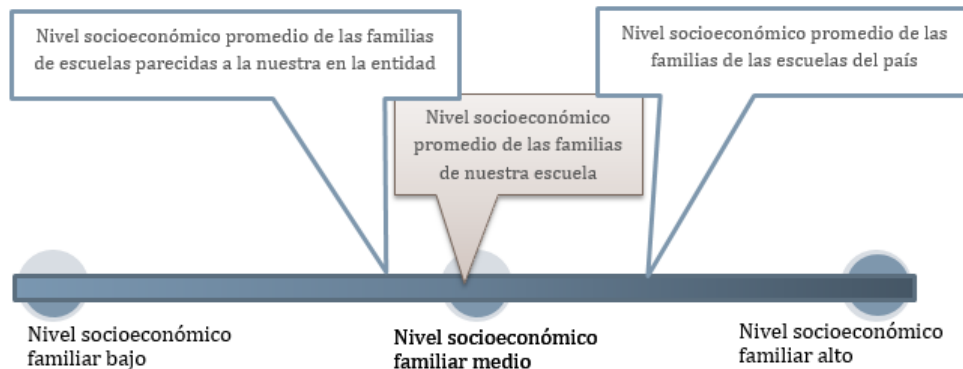 Nivel socioeconómico promedio de las familias
de escuelas parecidas a la nuestra en la entidad
Nivel socioeconómico promedio de las
familias de las escuelas del país
Nivel socioeconómico
promedio de las familias
de nuestra escuela
Nivel socioeconómico
familiar bajo
Nivel socioeconómico
familiar medio
Nivel socioeconómico
familiar alto